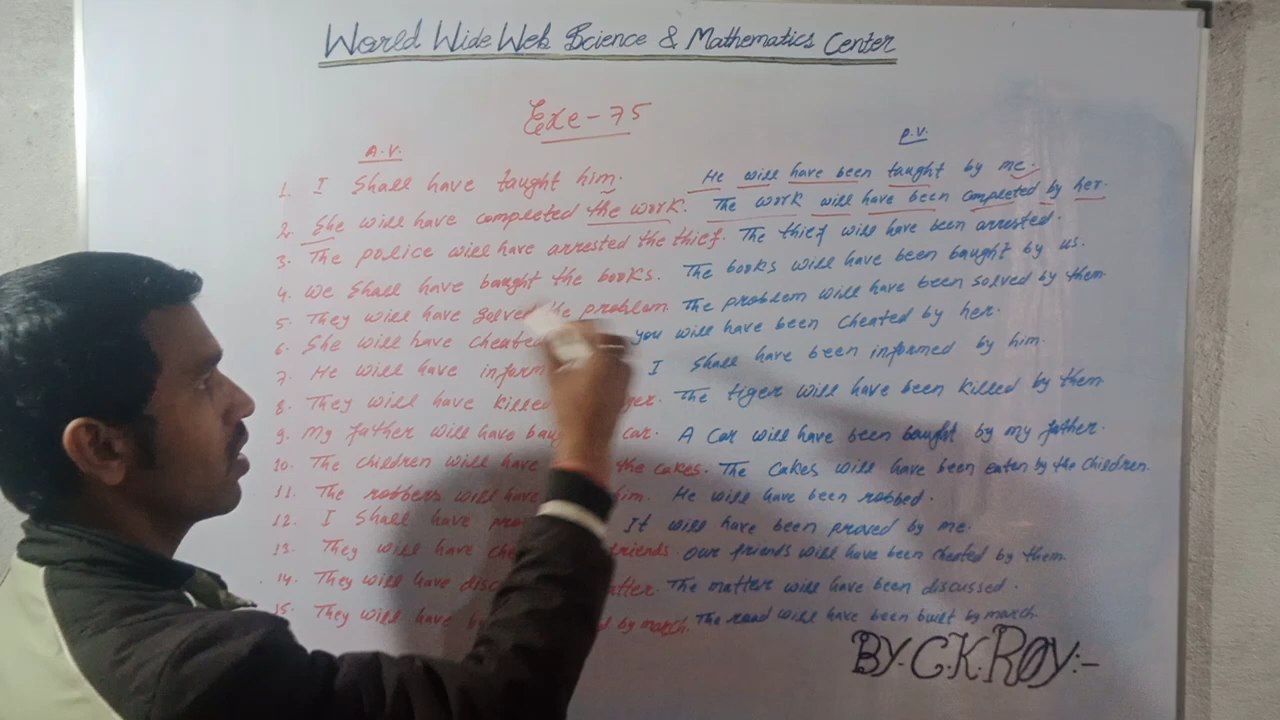 World Wide Web Science & Mathematics Center
Exe-75
A.V. P.V.
1. I Shall have taught him. He will have been taught by me.
2. She will have completed the work. The work will have been completed by her.
3. The police will have arrested the thief. The thief will have been arrested.
4. We Shall have baught the books. The books will have been baught by us.
5. They will have solved the problem. The problem will have been solved by them
6. She will have cheated you will have been Cheated by her.
7. He will have inform I Shall have been informed by him.
8. They will have killed The tiger will have been killed by them
9. My father will have car. A Car will have been baught by my father.
10. The children will have the cakes. The Cakes will have been eaten by the children.
11. The robbers will have him. He will have been robbed.
12. I Shall have It will have been proved by me.
13. They will have friends. our friends will have been cheated by them.
14. They will have The matter will have been discussed.
15. They will have by march. The road will have been built by march.
BY:- C.K. Roy:-